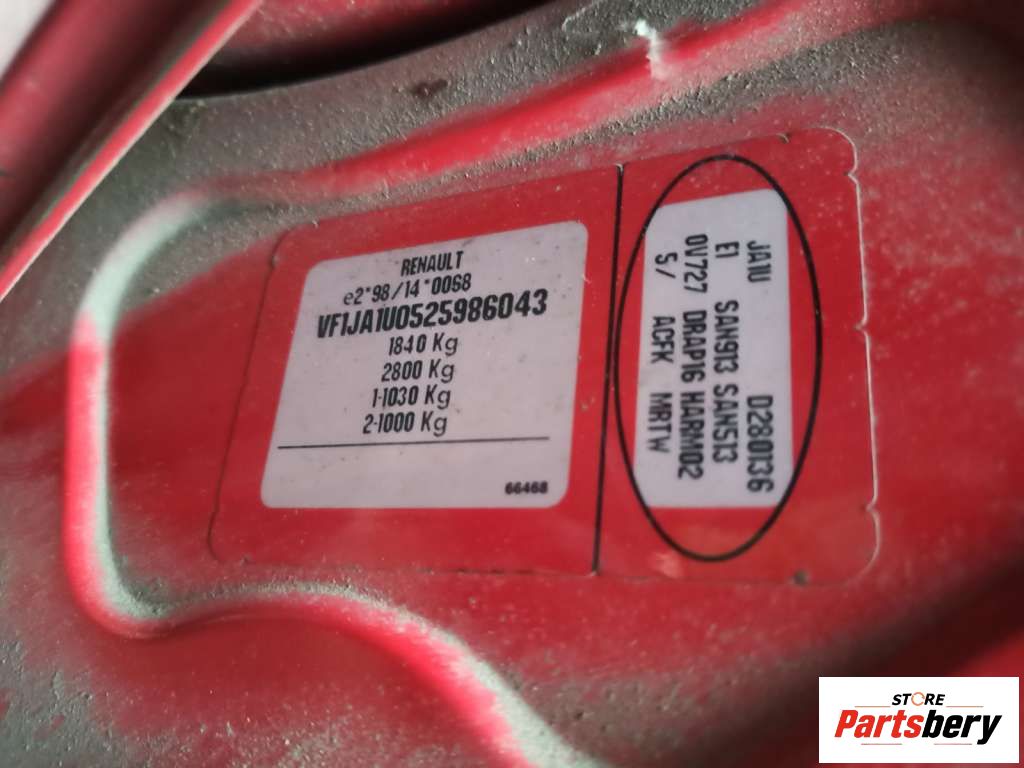 RENAULT
e2*98/14*0068
VF1JA1U0525986043
1840 Kg
2800 Kg
1-1030 Kg
2-1000 Kg
66468
JA1U D280136
E1 SAN913 SAN513
0V727 DRAP16 HARM02
S/ ACFK MRTW
STORE
Partsbery